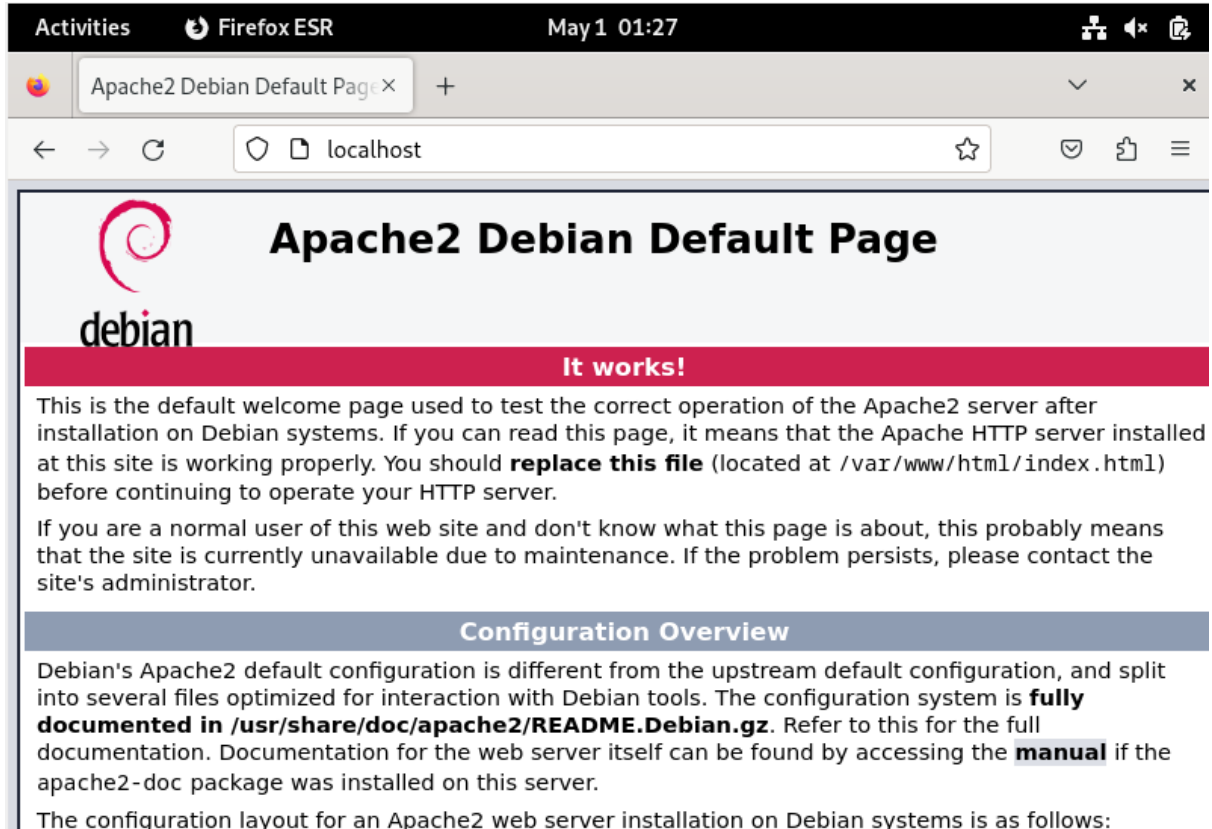 Activities Firefox ESR May 1 01:27
Apache2 Debian Default Page
localhost
debian
Apache2 Debian Default Page
It works!
This is the default welcome page used to test the correct operation of the Apache2 server after
installation on Debian systems. If you can read this page, it means that the Apache HTTP server installed
at this site is working properly. You should replace this file (located at /var/www/html/index.html)
before continuing to operate your HTTP server.
If you are a normal user of this web site and don't know what this page is about, this probably means
that the site is currently unavailable due to maintenance. If the problem persists, please contact the
site's administrator.
Configuration Overview
Debian's Apache2 default configuration is different from the upstream default configuration, and split
into several files optimized for interaction with Debian tools. The configuration system is fully
documented in /usr/share/doc/apache2/README.Debian.gz. Refer to this for the full
documentation. Documentation for the web server itself can be found by accessing the manual if the
apache2-doc package was installed on this server.
The configuration layout for an Apache2 web server installation on Debian systems is as follows: